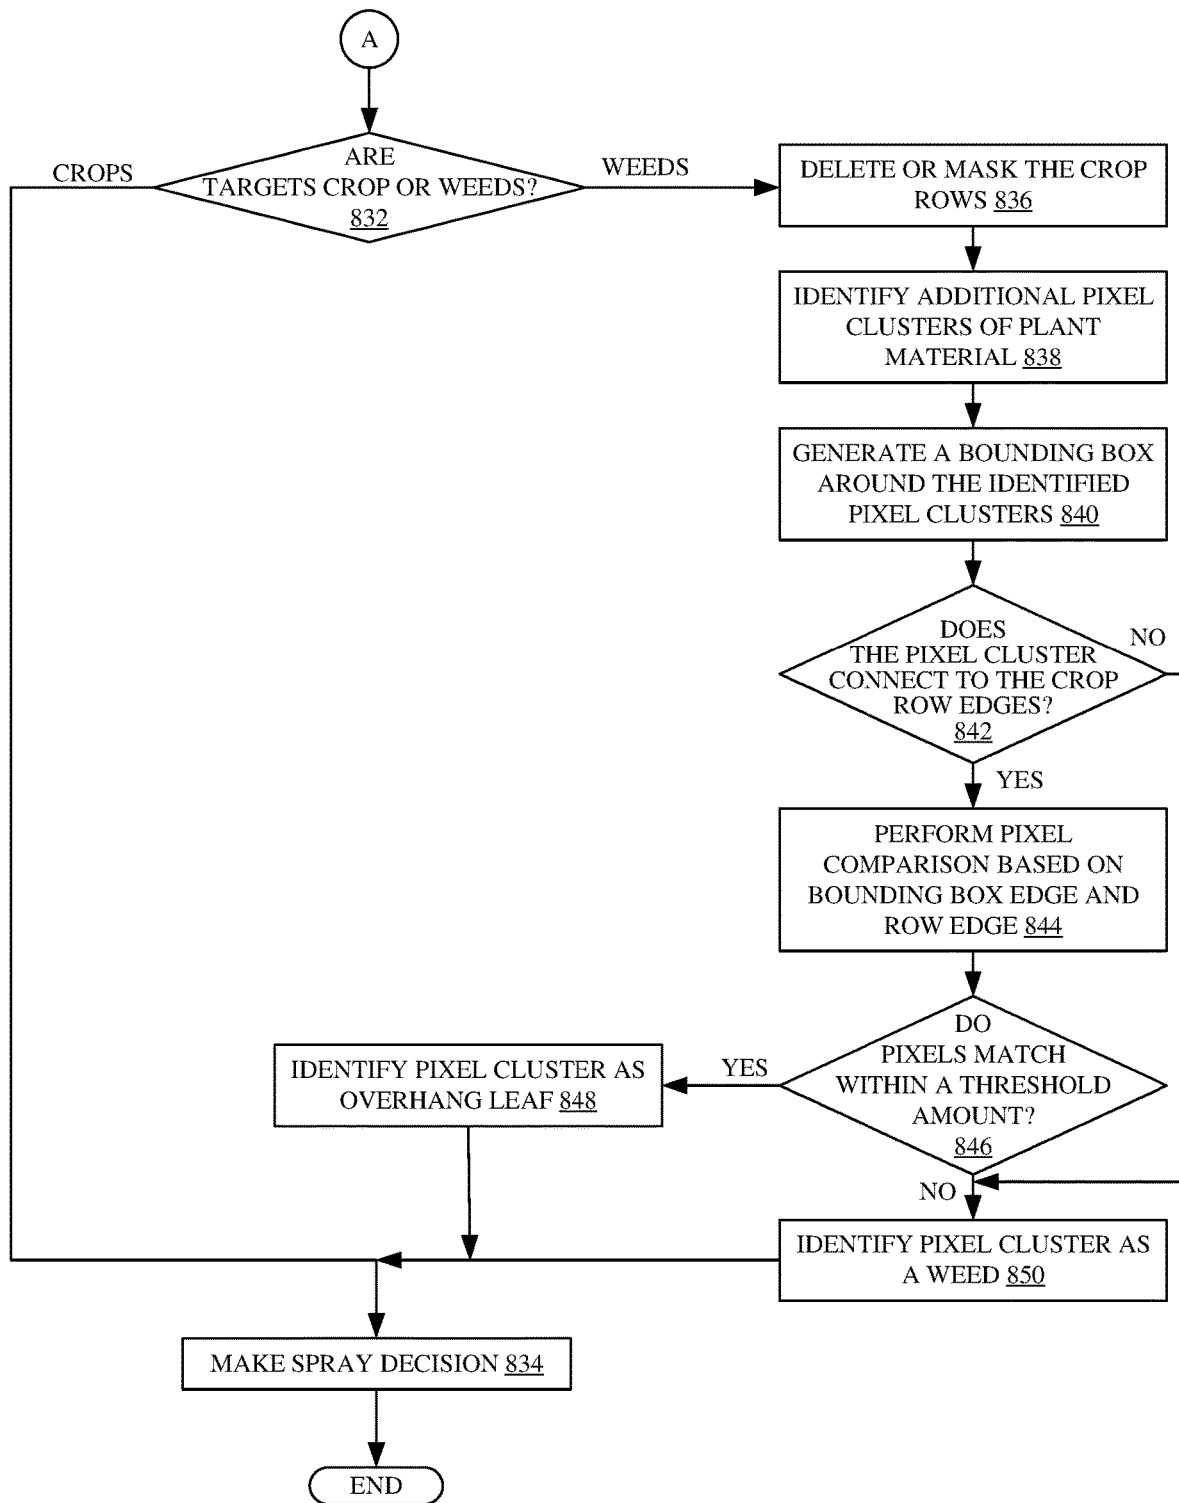 A
ARE
TARGETS CROP OR WEEDS?
832
CROPS
WEEDS
DELETE OR MASK THE CROP
ROWS 836
IDENTIFY ADDITIONAL PIXEL
CLUSTERS OF PLANT
MATERIAL 838
GENERATE A BOUNDING BOX
AROUND THE IDENTIFIED
PIXEL CLUSTERS 840
DOES
THE PIXEL CLUSTER
CONNECT TO THE CROP
ROW EDGES?
842
NO
YES
PERFORM PIXEL
COMPARISON BASED ON
BOUNDING BOX EDGE AND
ROW EDGE 844
DO
PIXELS MATCH
WITHIN A THRESHOLD
AMOUNT?
846
YES
IDENTIFY PIXEL CLUSTER AS
OVERHANG LEAF 848
NO
IDENTIFY PIXEL CLUSTER AS
A WEED 850
MAKE SPRAY DECISION 834
END